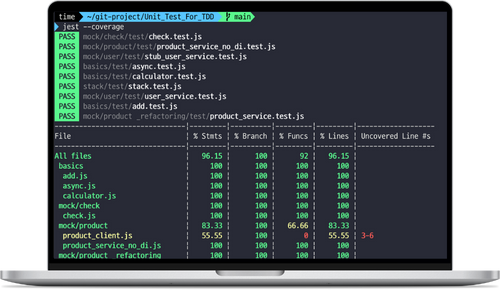 time ~/git-project/Unit_Test_For_TDD main
jest --coverage
PASS mock/check/test/check.test.js
PASS mock/product/test/product_service_no_di.test.js
PASS mock/user/test/stub_user_service.test.js
PASS basics/test/async.test.js
PASS basics/test/calculator.test.js
PASS stack/test/stack.test.js
PASS mock/user/test/user_service.test.js
PASS basics/test/add.test.js
PASS mock/product _refactoring/test/product_service.test.js
File | % Stmts | % Branch | % Funcs | % Lines | Uncovered Line #s
All files | 96.15 | 100 | 92 | 96.15 |
basics | 100 | 100 | 100 | 100 |
add.js | 100 | 100 | 100 | 100 |
async.js | 100 | 100 | 100 | 100 |
calculator.js | 100 | 100 | 100 | 100 |
mock/check | 100 | 100 | 100 | 100 |
check.js | 100 | 100 | 100 | 100 |
mock/product | 83.33 | 100 | 66.66 | 83.33 |
product_client.js | 55.55 | 100 | 0 | 55.55 | 3-6
product_service_no_di.js | 100 | 100 | 100 | 100 |
mock/product _refactoring | 100 | 100 | 100 | 100 |